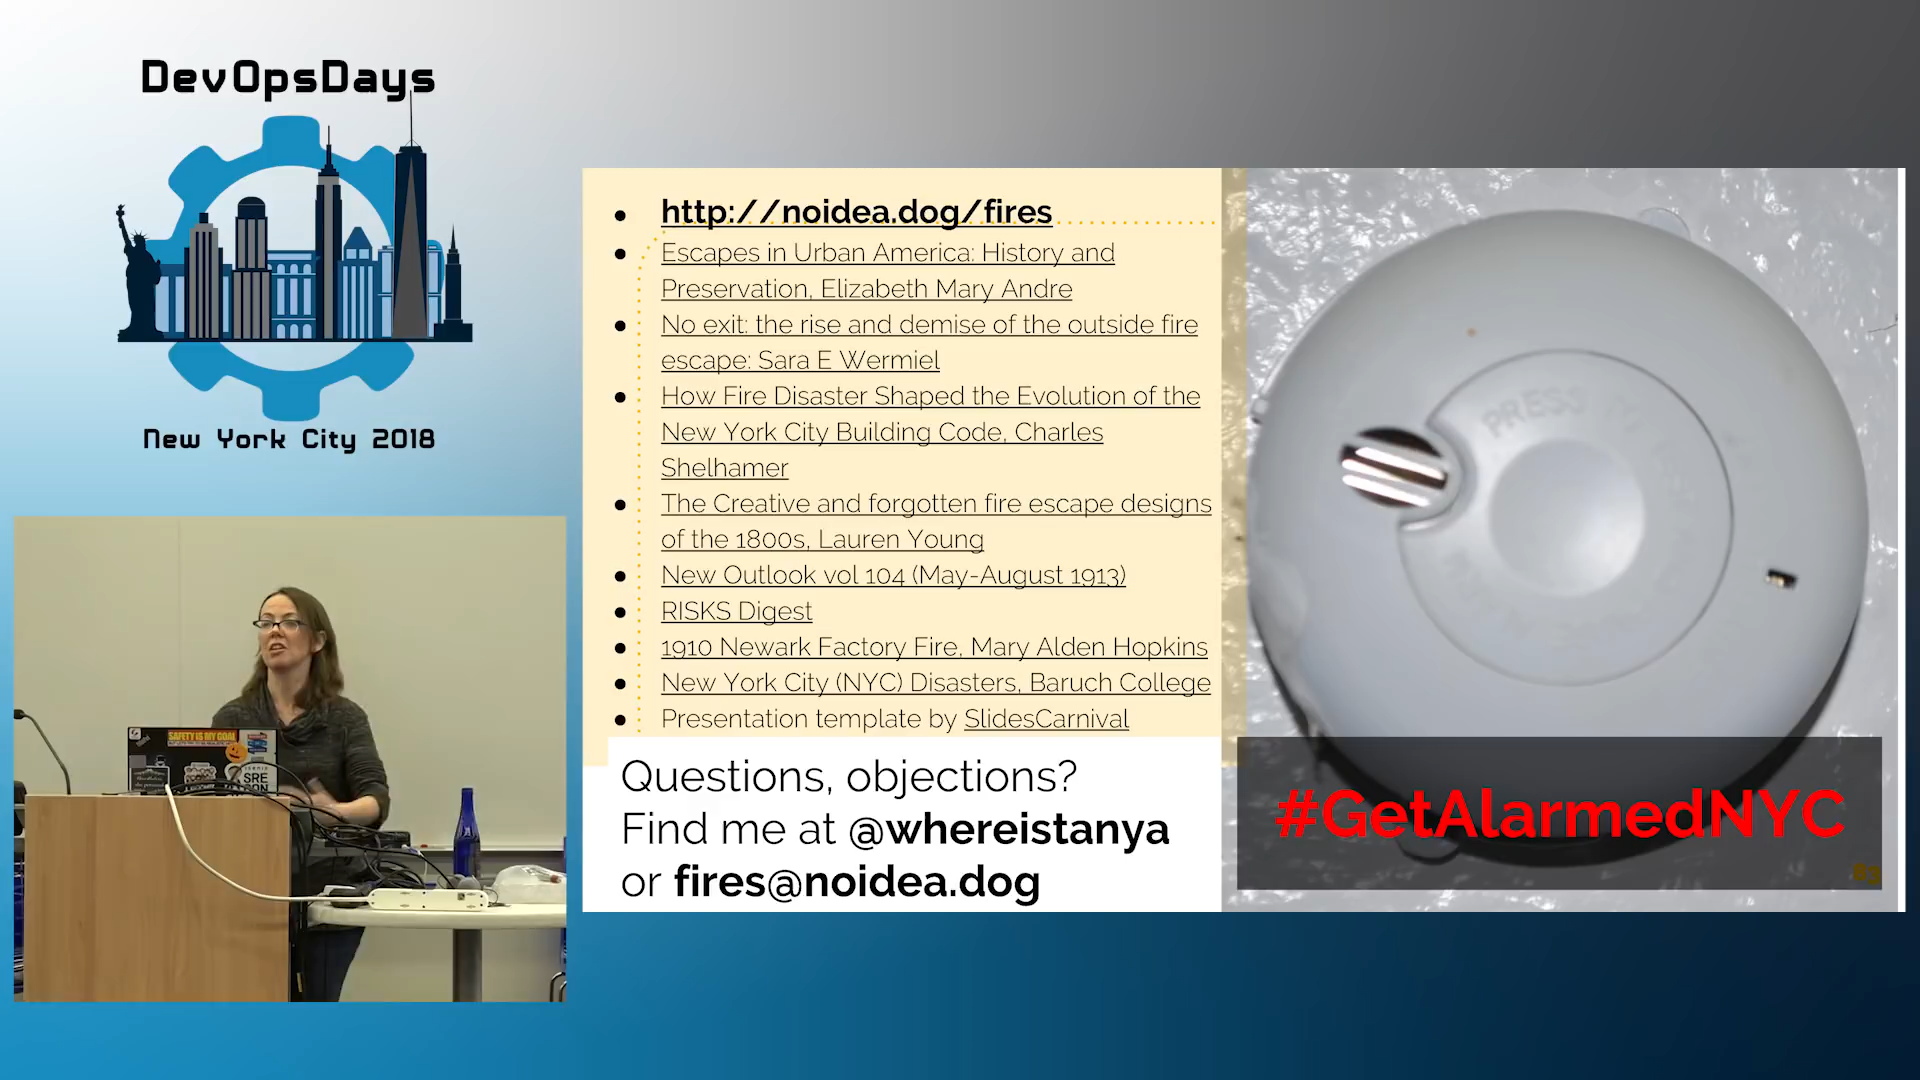 DevOpsDays
New York City 2018
http://noidea.dog/fires
Escapes in Urban America: History and
Preservation, Elizabeth Mary Andre
No exit: the rise and demise of the outside fire
escape: Sara E Wermiel
How Fire Disaster Shaped the Evolution of the
New York City Building Code, Charles
Shelhamer
The Creative and forgotten fire escape designs
of the 1800s, Lauren Young
New Outlook vol 104 (May-August 1913)
RISKS Digest
1910 Newark Factory Fire, Mary Alden Hopkins
New York City (NYC) Disasters, Baruch College
Presentation template by SlidesCarnival
Questions, objections?
Find me at @whereistanya
or fires@noidea.dog
PRESS TO
#GetAlarmedNYC
83
SAFETY IS MY GOAL
SRE
CON